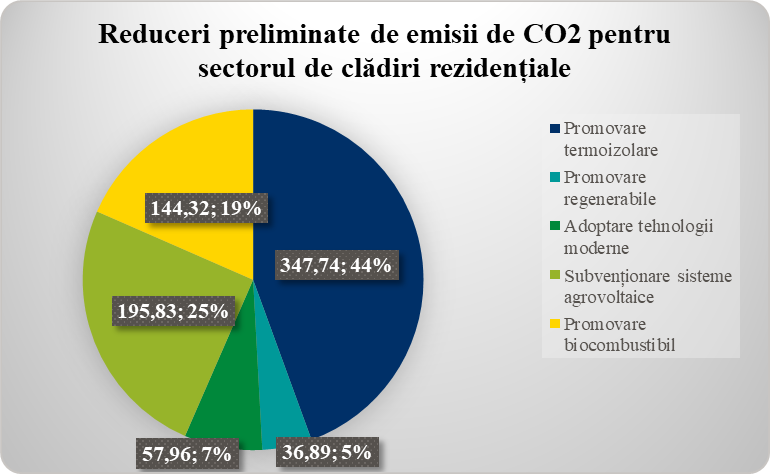 Reduceri preliminate de emisii de CO2 pentru
sectorul de clădiri rezidențiale
144,32; 19%
347,74; 44%
195,83; 25%
57,96; 7%
36,89; 5%
Promovare
termoizolare
Promovare
regenerabile
Adoptare tehnologii
moderne
Subvenționare sisteme
agrovoltaice
Promovare
biocombustibil